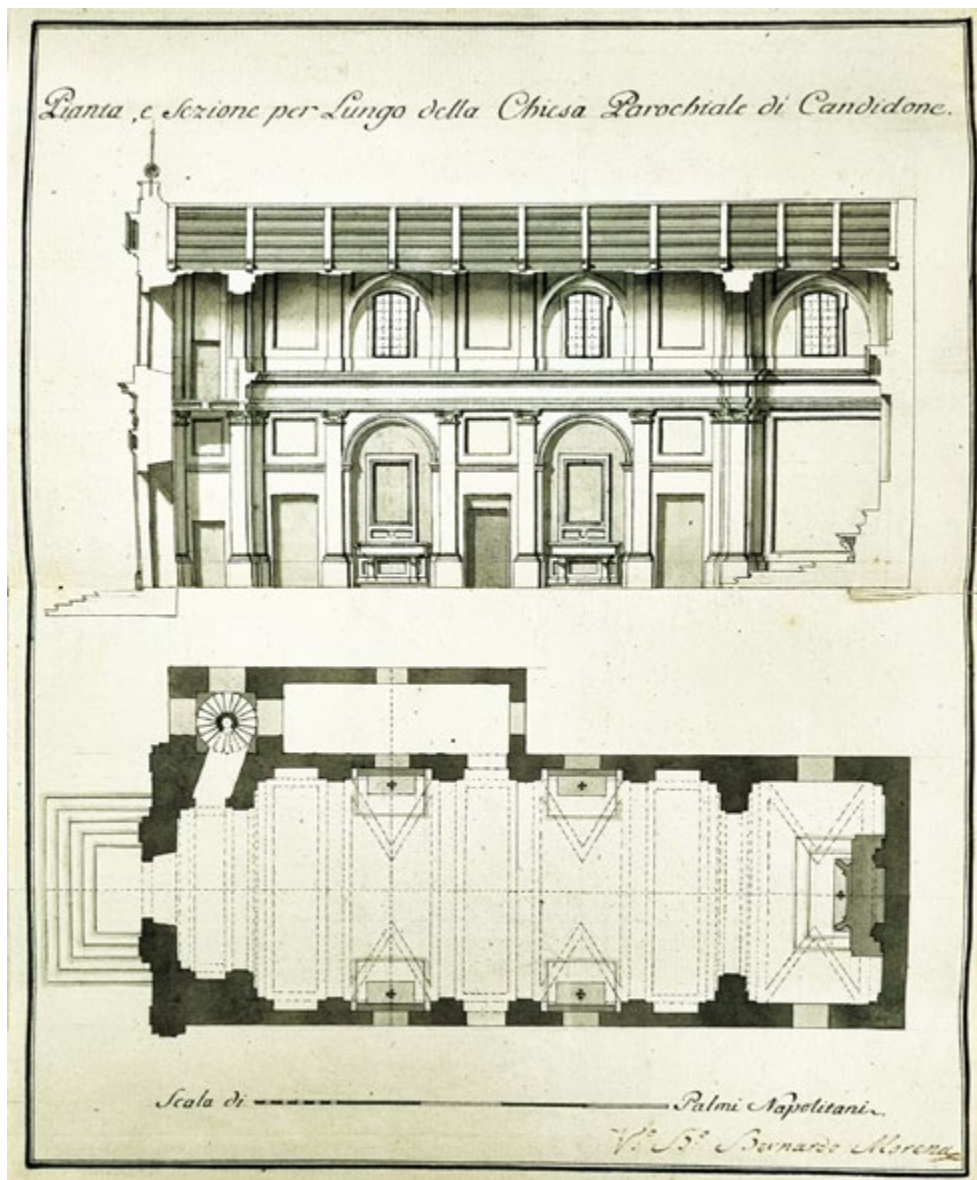 Pianta, e Sezione per Lungo della Chiesa Parochiale di Candidone.
Scala di Palmi Napolitani.
V.º B.º Bernardo Morena